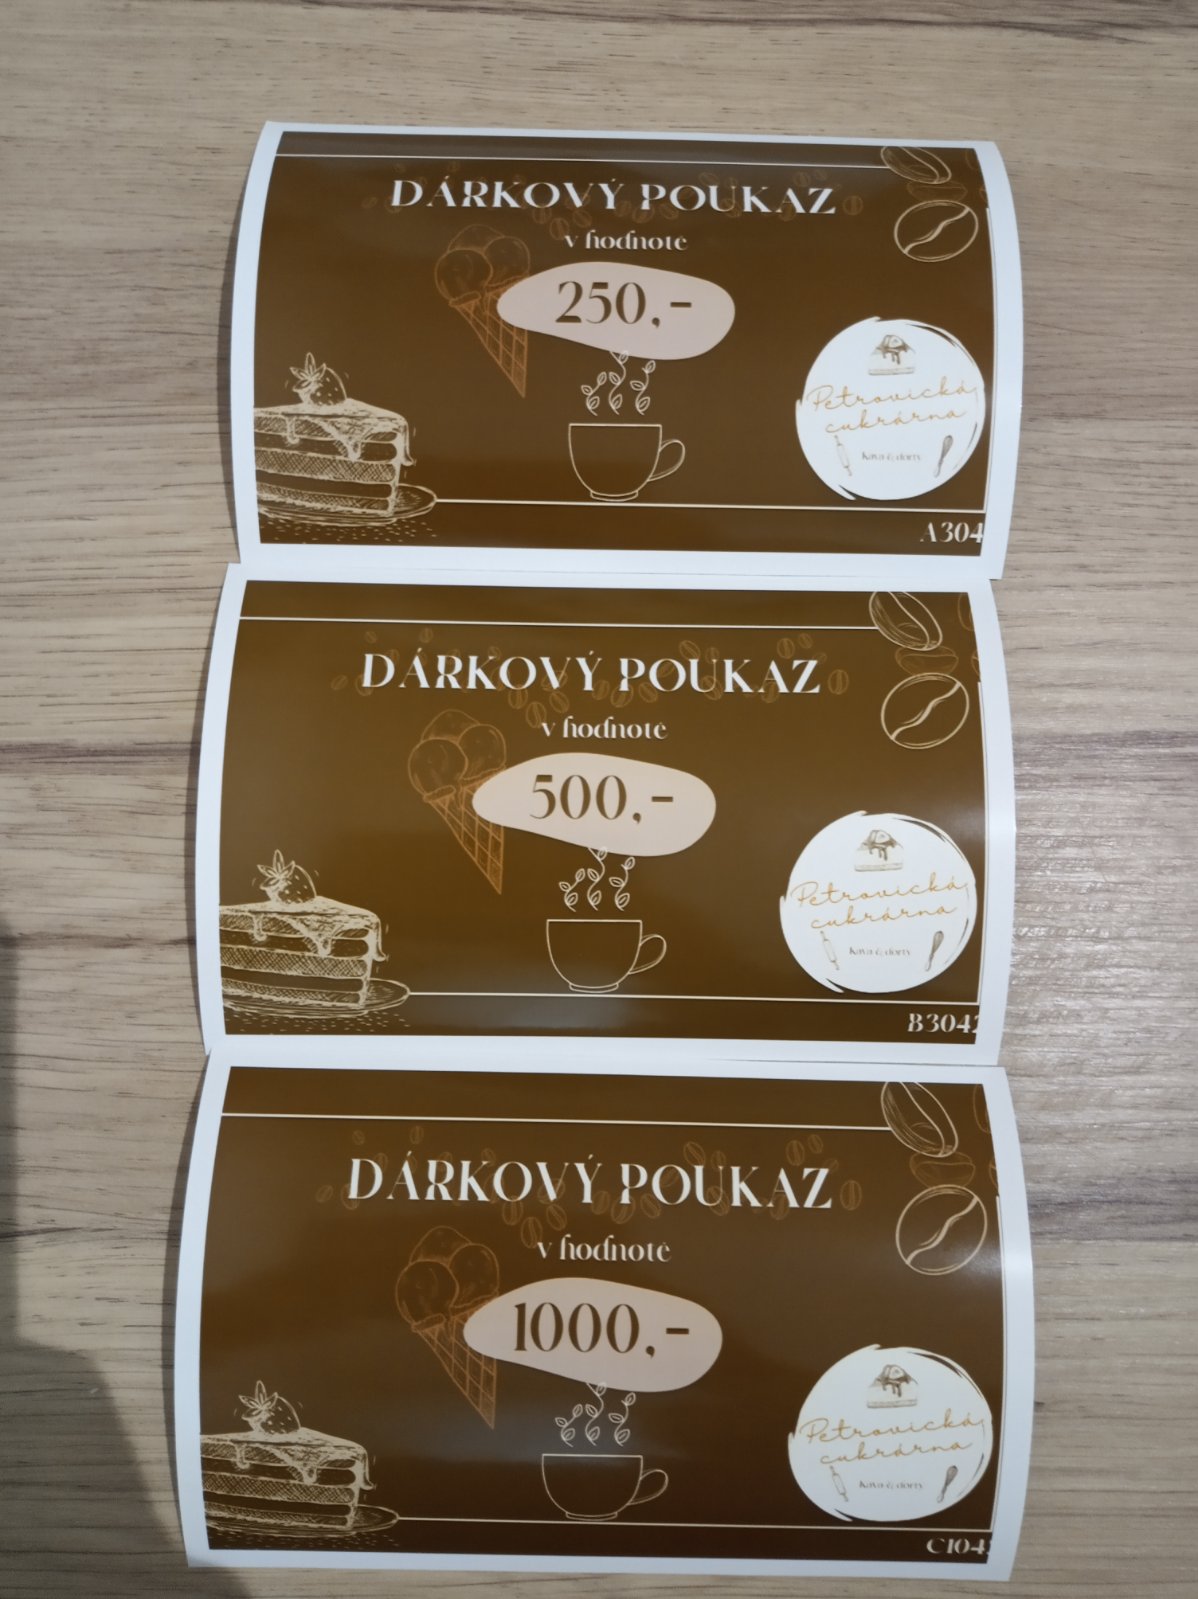 DÁRKOVÝ POUKAZ
v hodnotě
250,-
Petrovická
cukrárna
Káva & dorty
A304
DÁRKOVÝ POUKAZ
v hodnotě
500,-
Petrovická
cukrárna
Káva & dorty
B304
DÁRKOVÝ POUKAZ
v hodnotě
1000,-
Petrovická
cukrárna
Káva & dorty
C104